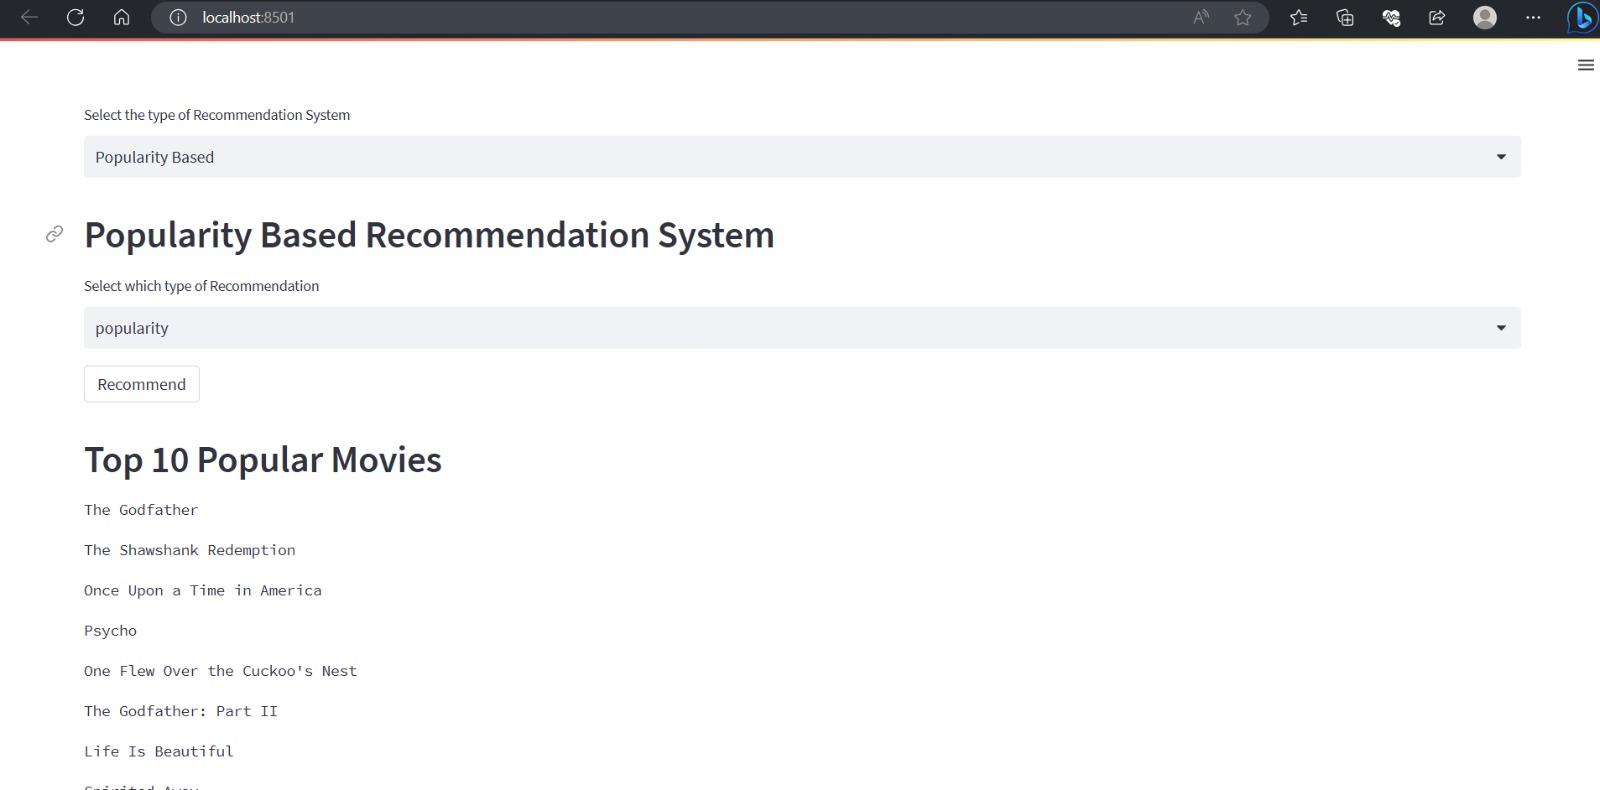 localhost:8501
Select the type of Recommendation System
Popularity Based
Popularity Based Recommendation System
Select which type of Recommendation
popularity
Recommend
Top 10 Popular Movies
The Godfather
The Shawshank Redemption
Once Upon a Time in America
Psycho
One Flew Over the Cuckoo's Nest
The Godfather: Part II
Life Is Beautiful
Spirited Away